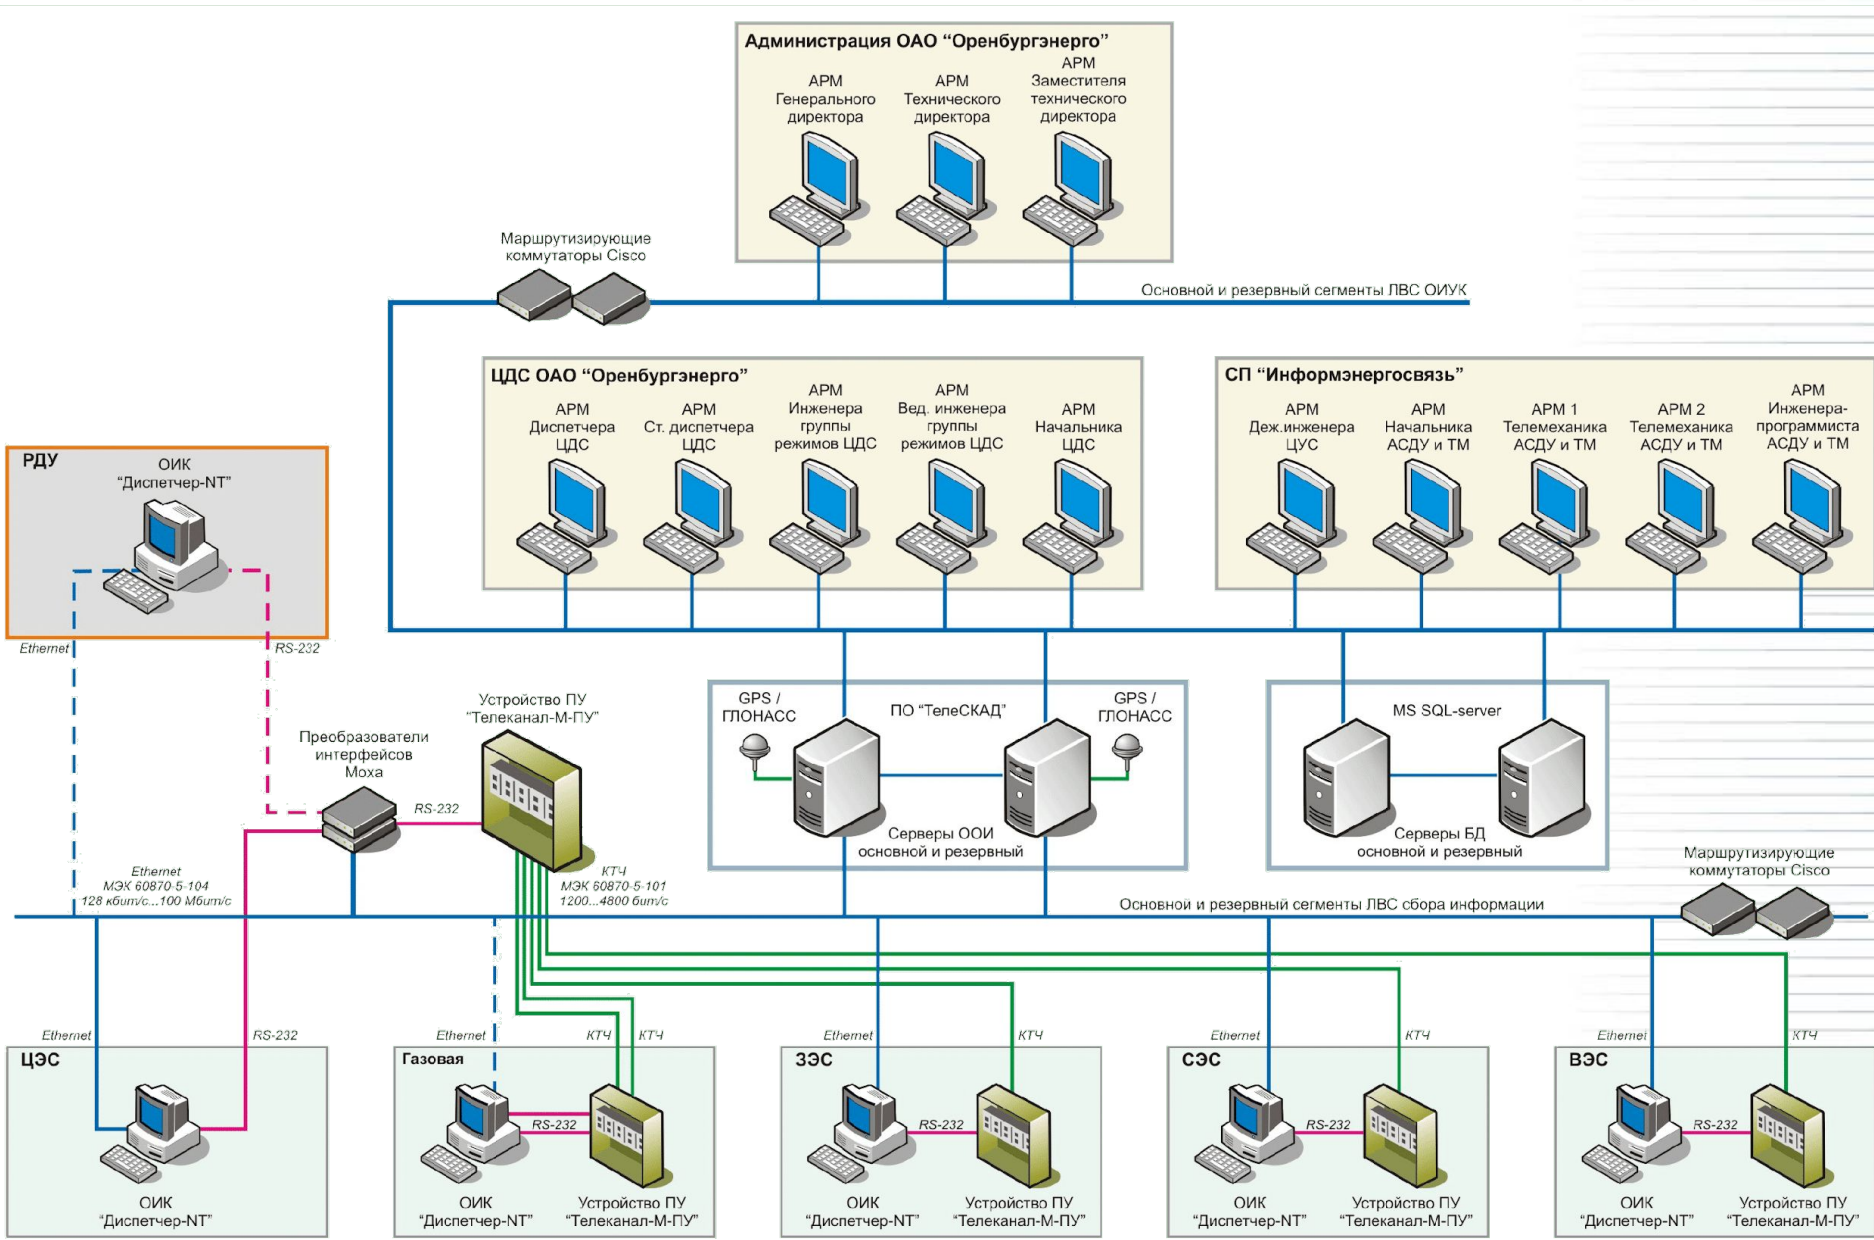 Администрация ОАО “Оренбургэнерго”
АРМ
Генерального
директора
АРМ
Технического
директора
АРМ
Заместителя
технического
директора
Маршрутизирующие
коммутаторы Cisco
Основной и резервный сегменты ЛВС ОИУК
ЦДС ОАО “Оренбургэнерго”
АРМ
Диспетчера
ЦДС
АРМ
Ст. диспетчера
ЦДС
АРМ
Инженера
группы
режимов ЦДС
АРМ
Вед. инженера
группы
режимов ЦДС
АРМ
Начальника
ЦДС
СП “Информэнергосвязь”
АРМ
Деж.инженера
ЦУС
АРМ
Начальника
АСДУ и ТМ
АРМ 1
Телемеханика
АСДУ и ТМ
АРМ 2
Телемеханика
АСДУ и ТМ
АРМ
Инженера-
программиста
АСДУ и ТМ
РДУ
ОИК
“Диспетчер-NT”
Ethernet
RS-232
Устройство ПУ
“Телеканал-М-ПУ”
Преобразователи
интерфейсов
Moxa
RS-232
GPS /
ГЛОНАСС
ПО “ТелеСКАД”
GPS /
ГЛОНАСС
Серверы ООИ
основной и резервный
MS SQL-server
Серверы БД
основной и резервный
Маршрутизирующие
коммутаторы Cisco
Ethernet
МЭК 60870-5-104
128 кбит/с...100 Мбит/с
КТЧ
МЭК 60870-5-101
1200...4800 бит/с
Основной и резервный сегменты ЛВС сбора информации
Ethernet
RS-232
Ethernet
КТЧ
КТЧ
Ethernet
КТЧ
Ethernet
КТЧ
Ethernet
КТЧ
ЦЭС
ОИК
“Диспетчер-NT”
Газовая
RS-232
ОИК
“Диспетчер-NT”
Устройство ПУ
“Телеканал-М-ПУ”
ЗЭС
RS-232
ОИК
“Диспетчер-NT”
Устройство ПУ
“Телеканал-М-ПУ”
СЭС
RS-232
ОИК
“Диспетчер-NT”
Устройство ПУ
“Телеканал-М-ПУ”
ВЭС
RS-232
ОИК
“Диспетчер-NT”
Устройство ПУ
“Телеканал-М-ПУ”